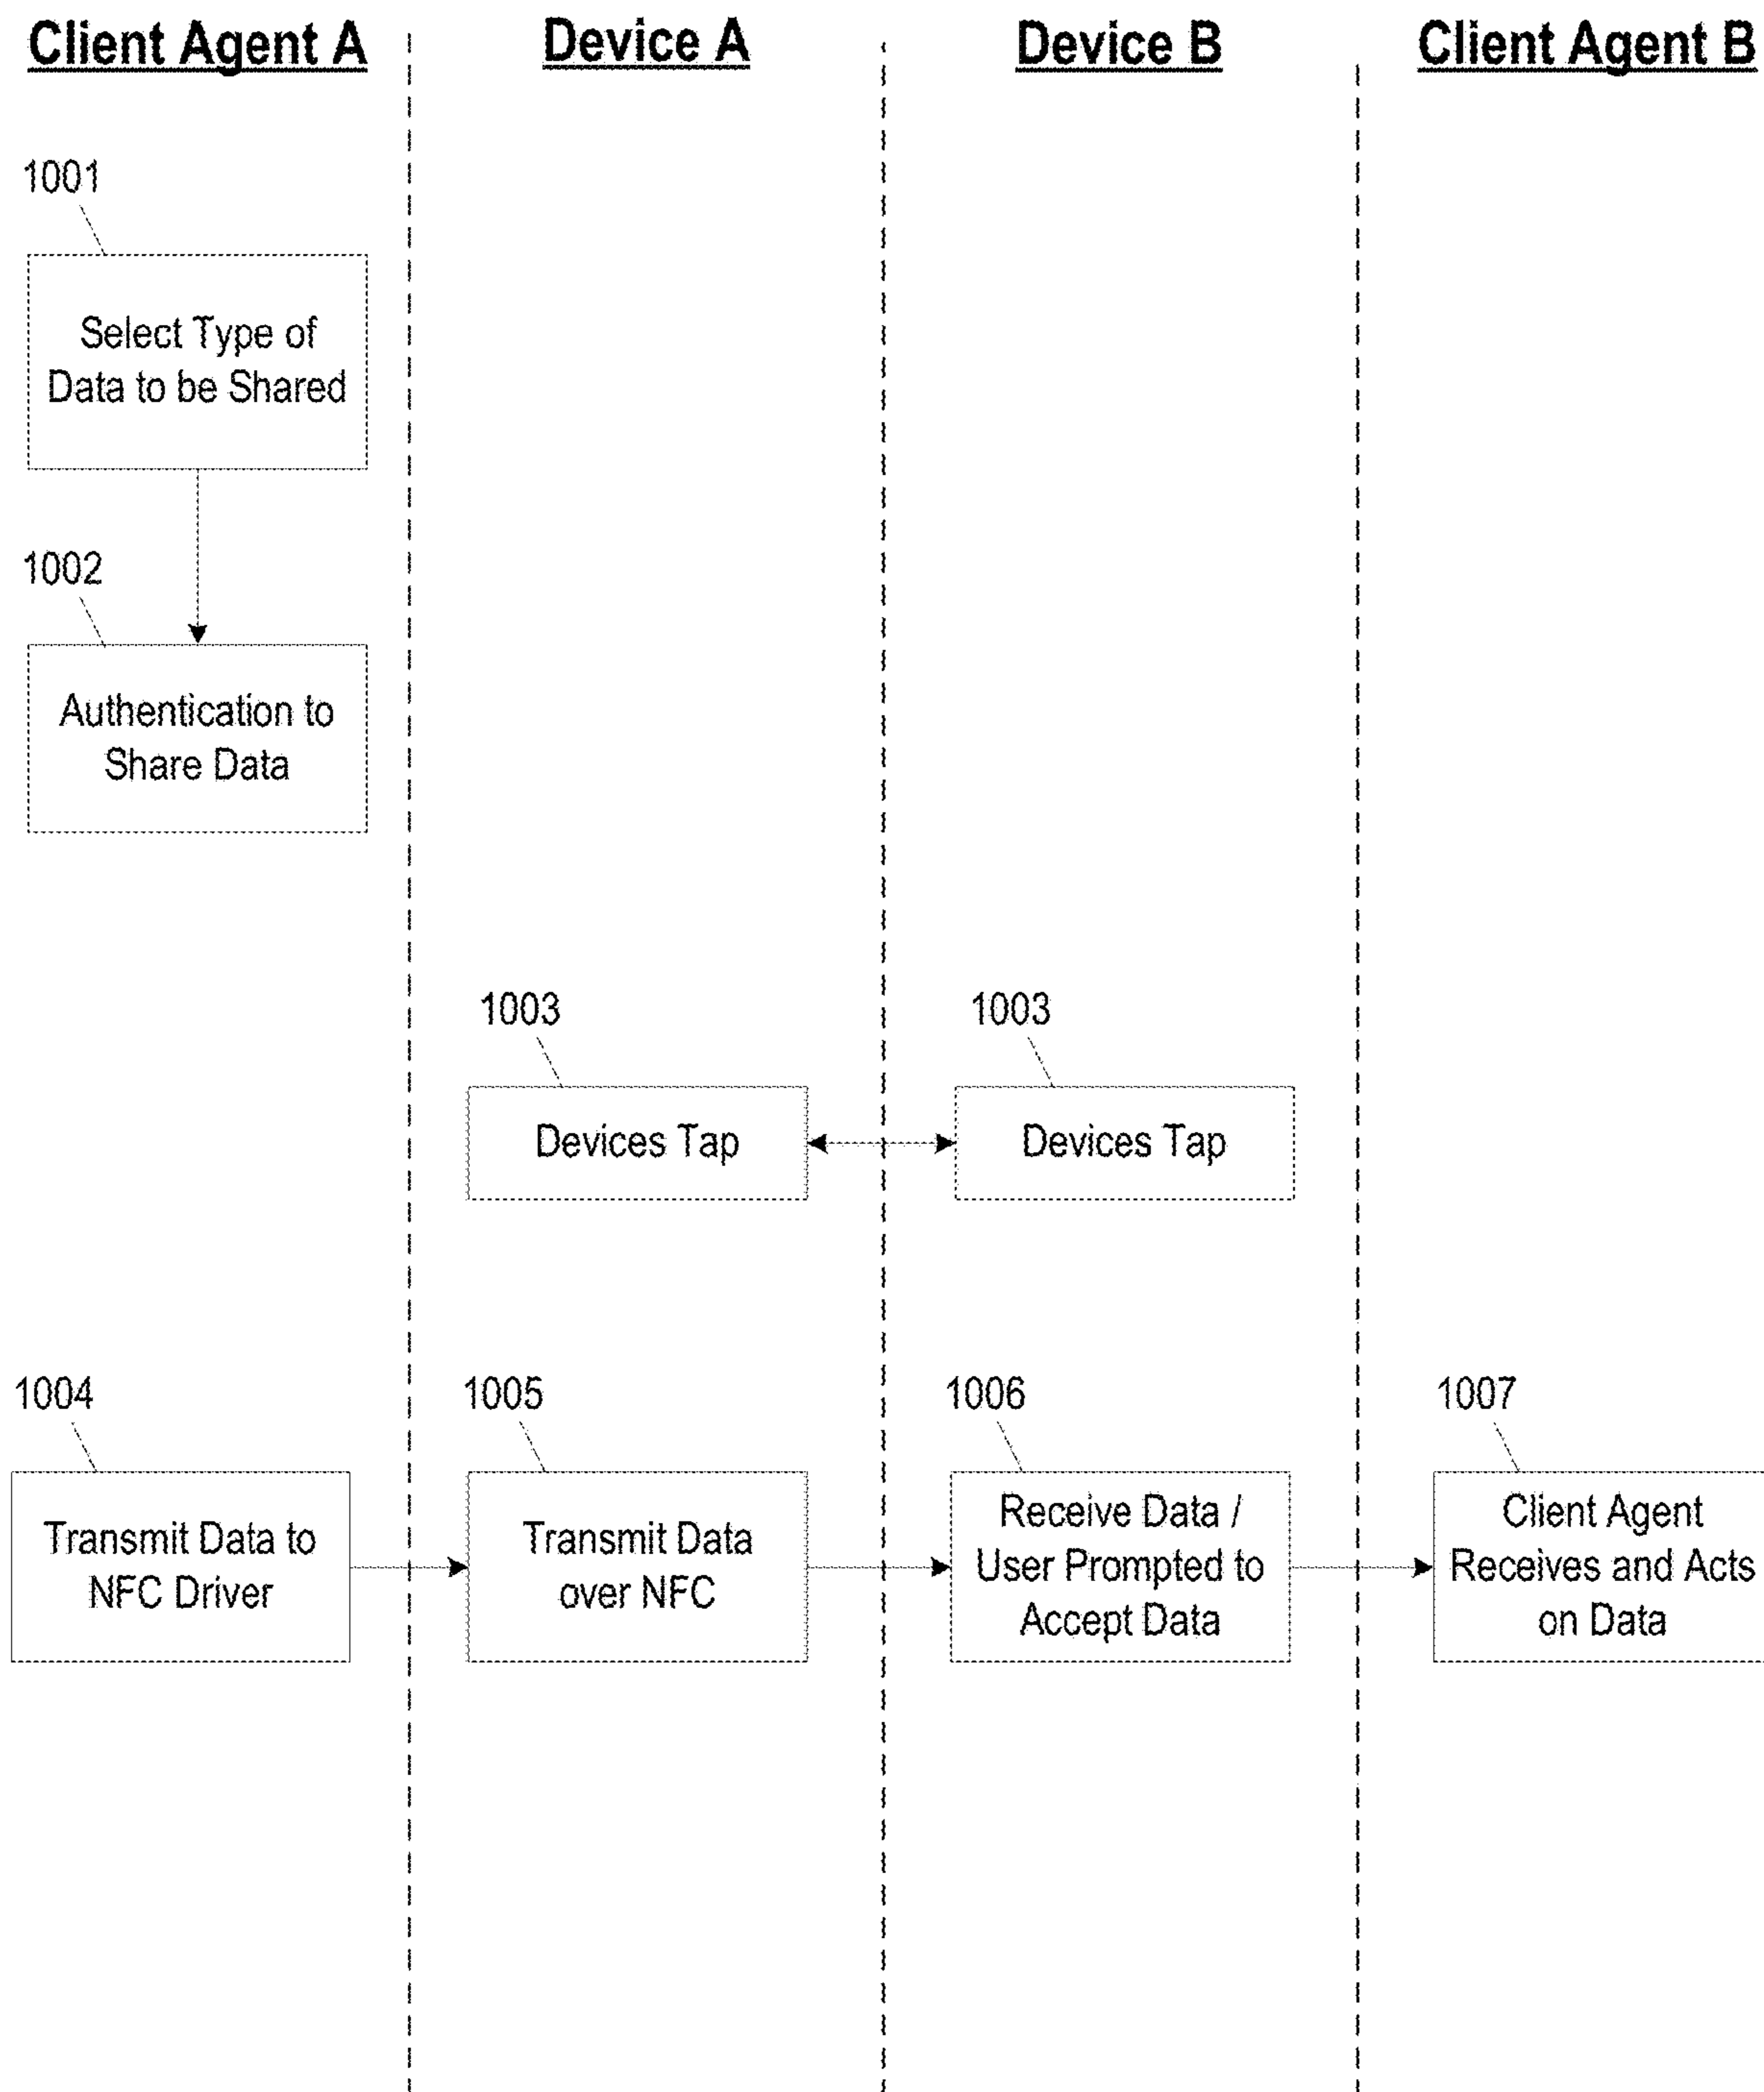 Client Agent A
Device A
Device B
Client Agent B
1001
Select Type of
Data to be Shared
1002
Authentication to
Share Data
1003
Devices Tap
1003
Devices Tap
1004
Transmit Data to
NFC Driver
1005
Transmit Data
over NFC
1006
Receive Data /
User Prompted to
Accept Data
1007
Client Agent
Receives and Acts
on Data